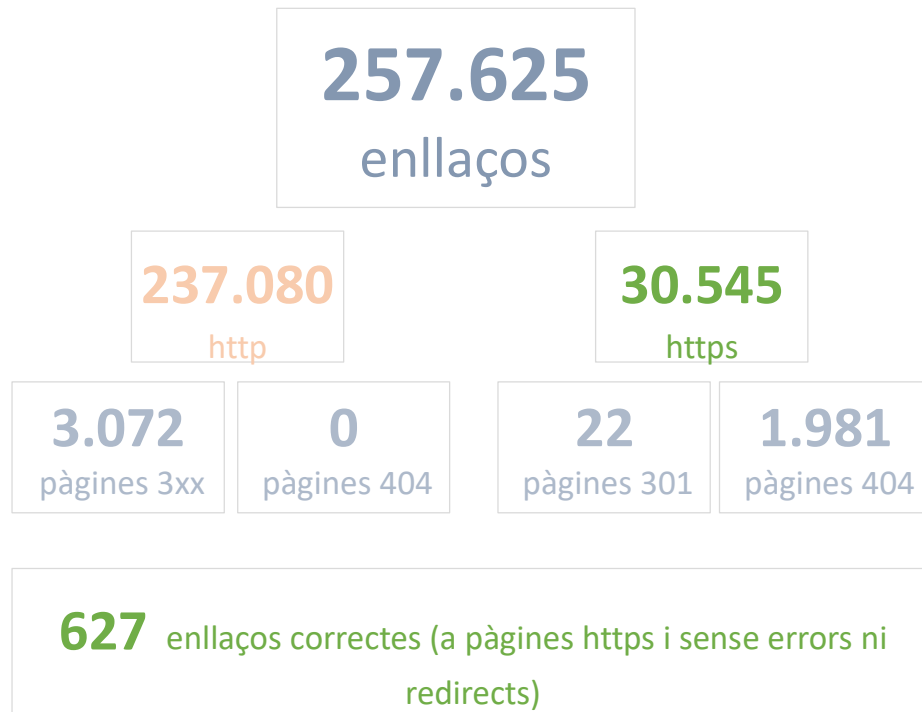 257.625
enllaços
237.080
http
30.545
https
3.072
pàgines 3xx
0
pàgines 404
22
pàgines 301
1.981
pàgines 404
627 enllaços correctes (a pàgines https i sense errors ni
redirects)